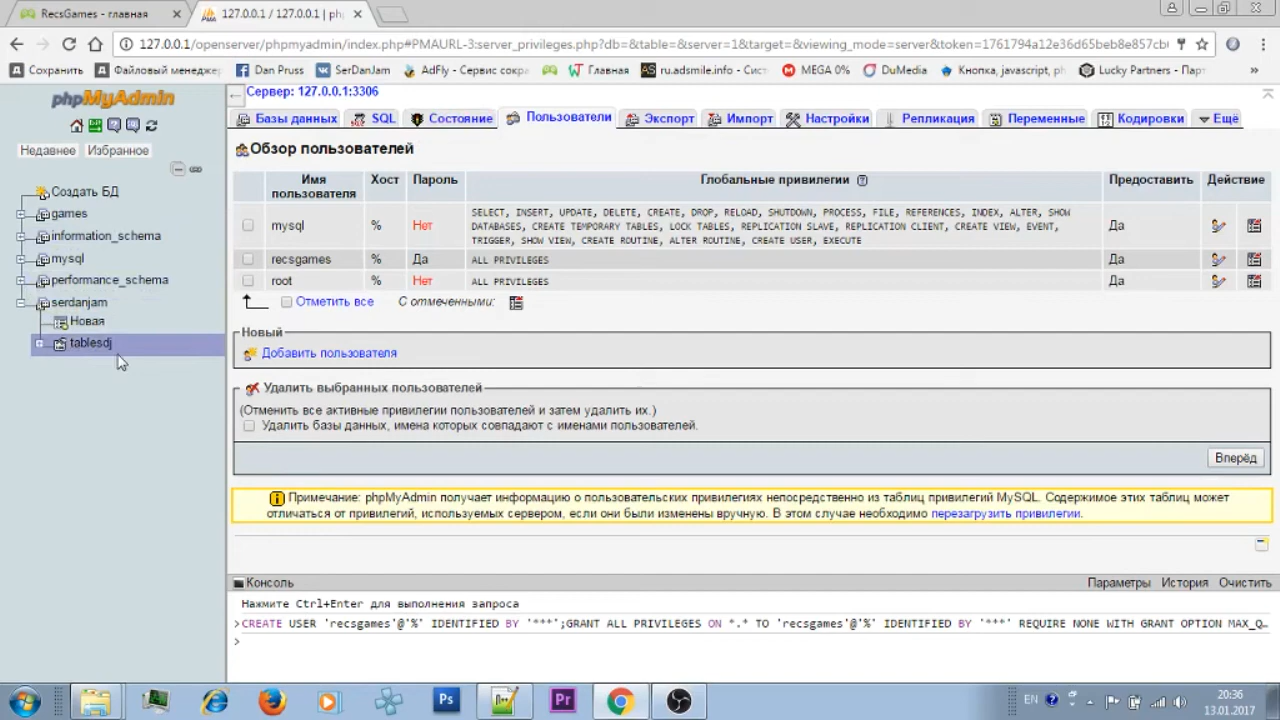 RecsGames - главная
127.0.0.1 / 127.0.0.1 | ph
127.0.0.1/openserver/phpmyadmin/index.php#PMAURL-3:server_privileges.php?db=&table=&server=1&target=&viewing_mode=server&token=1761794a12e36d65beb8e857cb
Сохранить
Файловый менедже
Dan Pruss
SerDanJam
AdFly - Сервис сокра
Главная
ru.adsmile.info - Сист
MEGA 0%
DuMedia
Кнопка, javascript, ph
Lucky Partners - Парт
»
phpMyAdmin
Недавнее Избранное
Создать БД
games
information_schema
mysql
performance_schema
serdanjam
Новая
tablesdj
Сервер: 127.0.0.1:3306
Базы данных SQL Состояние Пользователи Экспорт Импорт Настройки Репликация Переменные Кодировки Ещё
Обзор пользователей
Имя пользователя Хост Пароль Глобальные привилегии Предоставить Действие
mysql % Нет SELECT, INSERT, UPDATE, DELETE, CREATE, DROP, RELOAD, SHUTDOWN, PROCESS, FILE, REFERENCES, INDEX, ALTER, SHOW
DATABASES, CREATE TEMPORARY TABLES, LOCK TABLES, REPLICATION SLAVE, REPLICATION CLIENT, CREATE VIEW, EVENT,
TRIGGER, SHOW VIEW, CREATE ROUTINE, ALTER ROUTINE, CREATE USER, EXECUTE Да
recsgames % Да ALL PRIVILEGES Да
root % Нет ALL PRIVILEGES Да
Отметить все С отмеченными:
Новый
Добавить пользователя
Удалить выбранных пользователей
(Отменить все активные привилегии пользователей и затем удалить их.)
Удалить базы данных, имена которых совпадают с именами пользователей.
Вперёд
Примечание: phpMyAdmin получает информацию о пользовательских привилегиях непосредственно из таблиц привилегий MySQL. Содержимое этих таблиц может
отличаться от привилегий, используемых сервером, если они были изменены вручную. В этом случае необходимо перезагрузить привилегии.
Консоль Параметры История Очистить
Нажмите Ctrl+Enter для выполнения запроса
>CREATE USER 'recsgames'@'%' IDENTIFIED BY '***';GRANT ALL PRIVILEGES ON *.* TO 'recsgames'@'%' IDENTIFIED BY '***' REQUIRE NONE WITH GRANT OPTION MAX_Q…
>
Ps
Pr
EN
20:36
13.01.2017